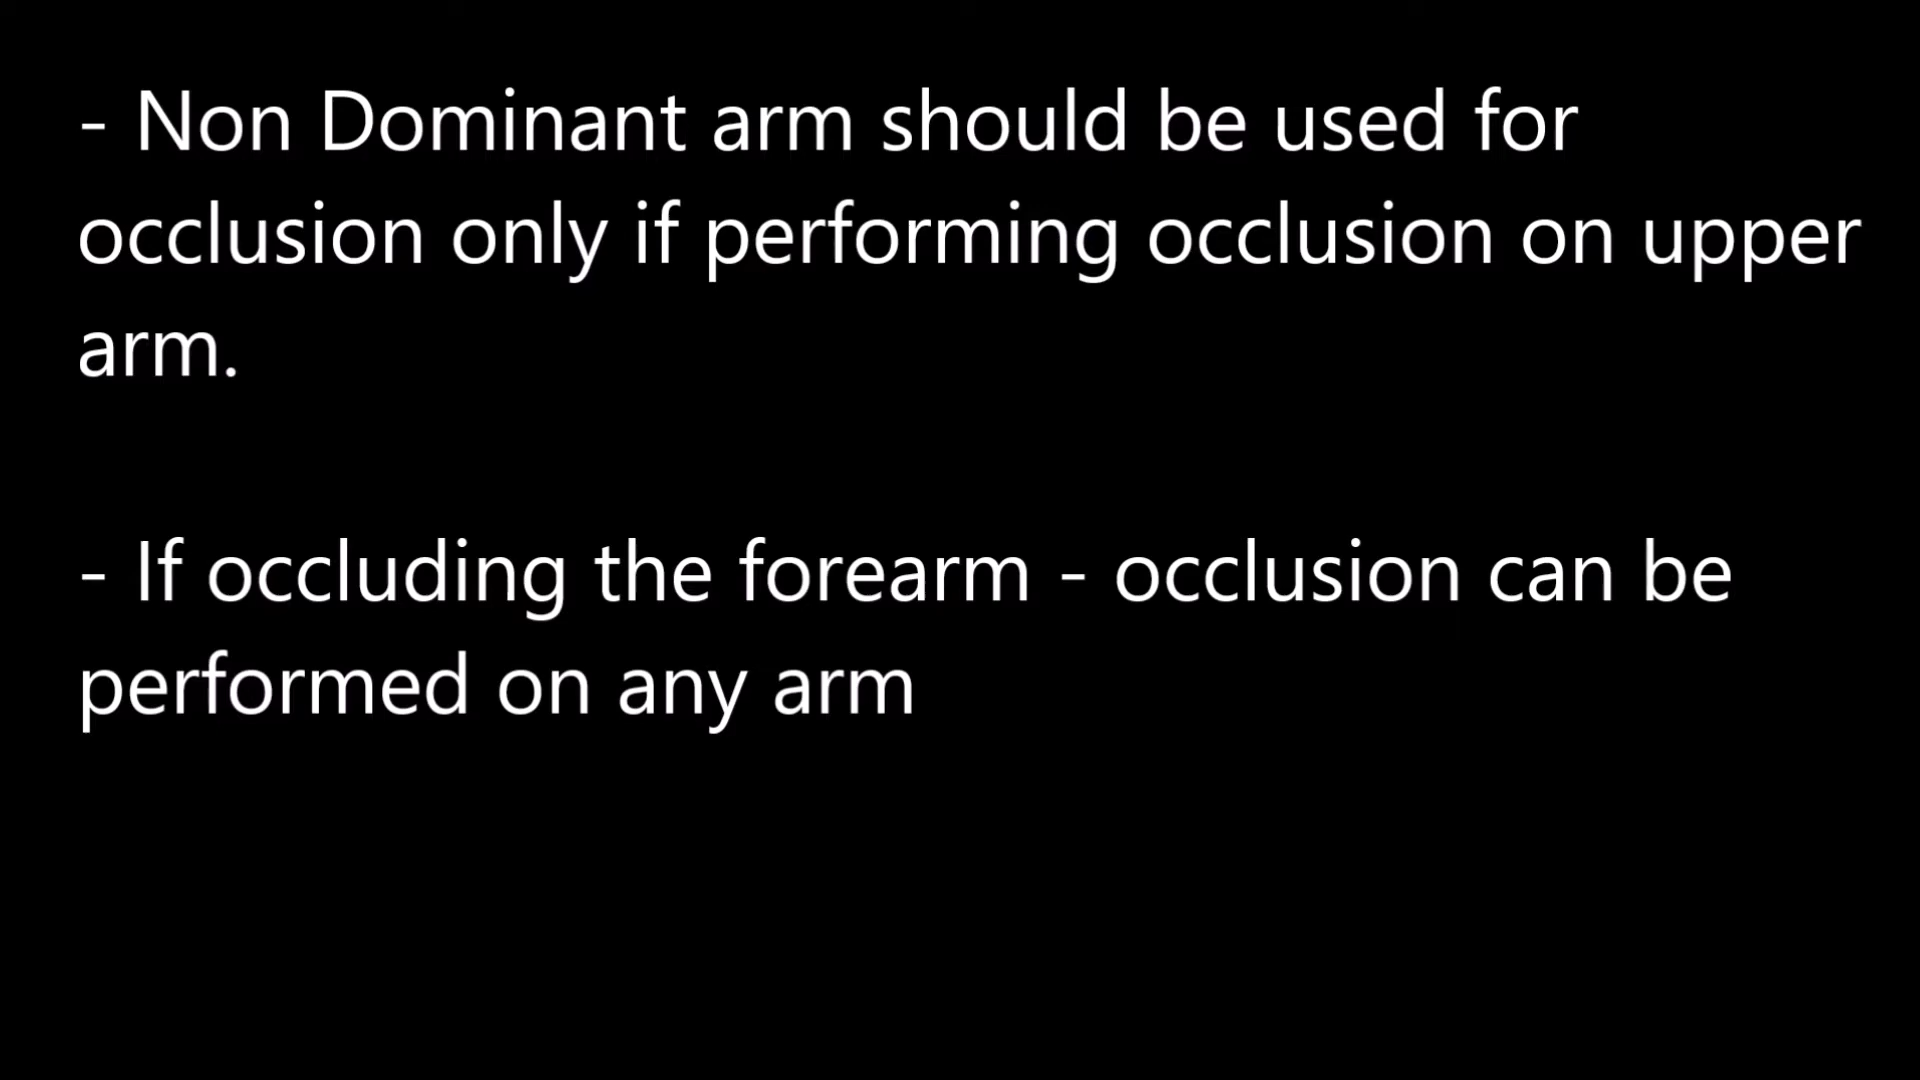 - Non Dominant arm should be used for
occlusion only if performing occlusion on upper
arm.
- If occluding the forearm - occlusion can be
performed on any arm